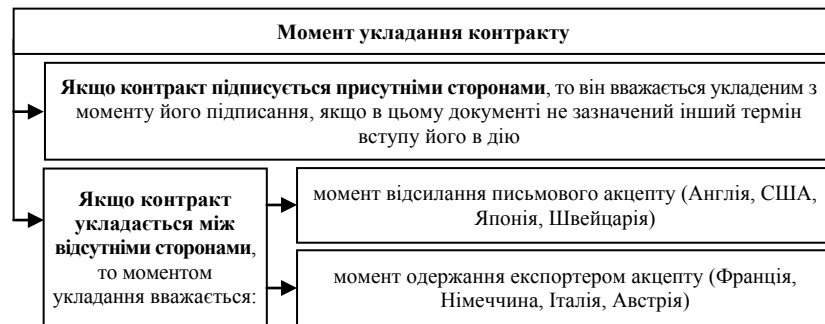 Момент укладання контракту
Якщо контракт підписується присутніми сторонами, то він вважається укладеним з
моменту його підписання, якщо в цьому документі не зазначений інший термін
вступу його в дію
Якщо контракт
укладається між
відсутніми сторонами,
то моментом
укладання вважається:
момент відсилання письмового акцепту (Англія, США,
Японія, Швейцарія)
момент одержання експортером акцепту (Франція,
Німеччина, Італія, Австрія)